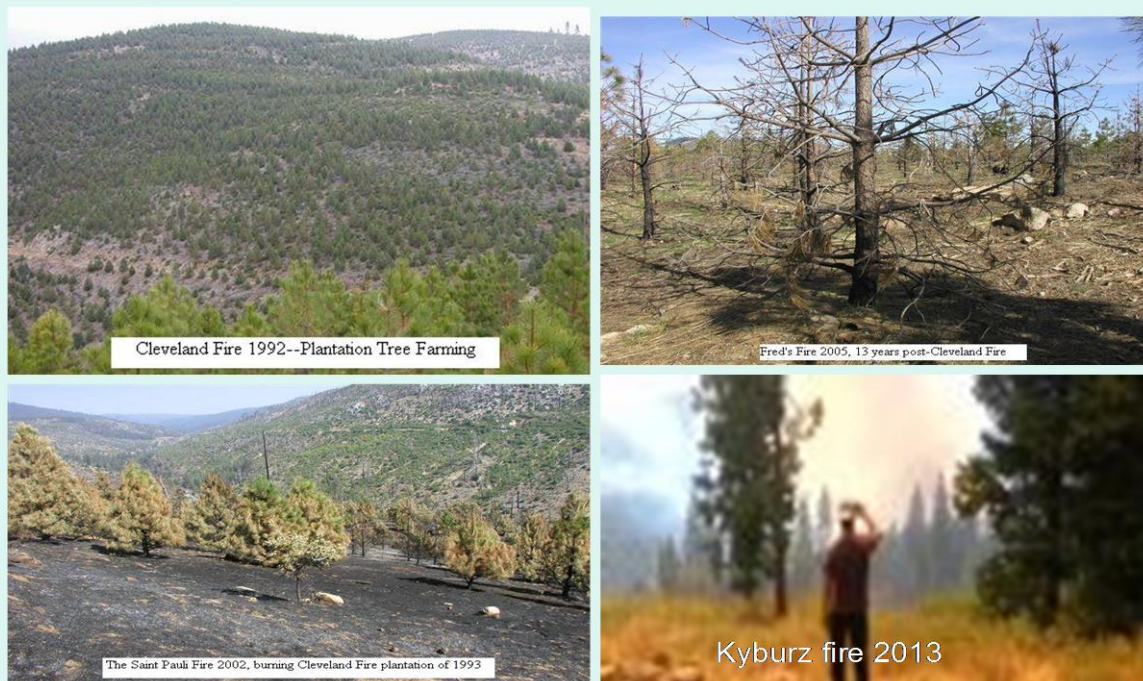 Cleveland Fire 1992--Plantation Tree Farming
Fred's Fire 2005, 13 years post-Cleveland Fire
The Saint Pauli Fire 2002, burning Cleveland Fire plantation of 1993
Kyburz fire 2013